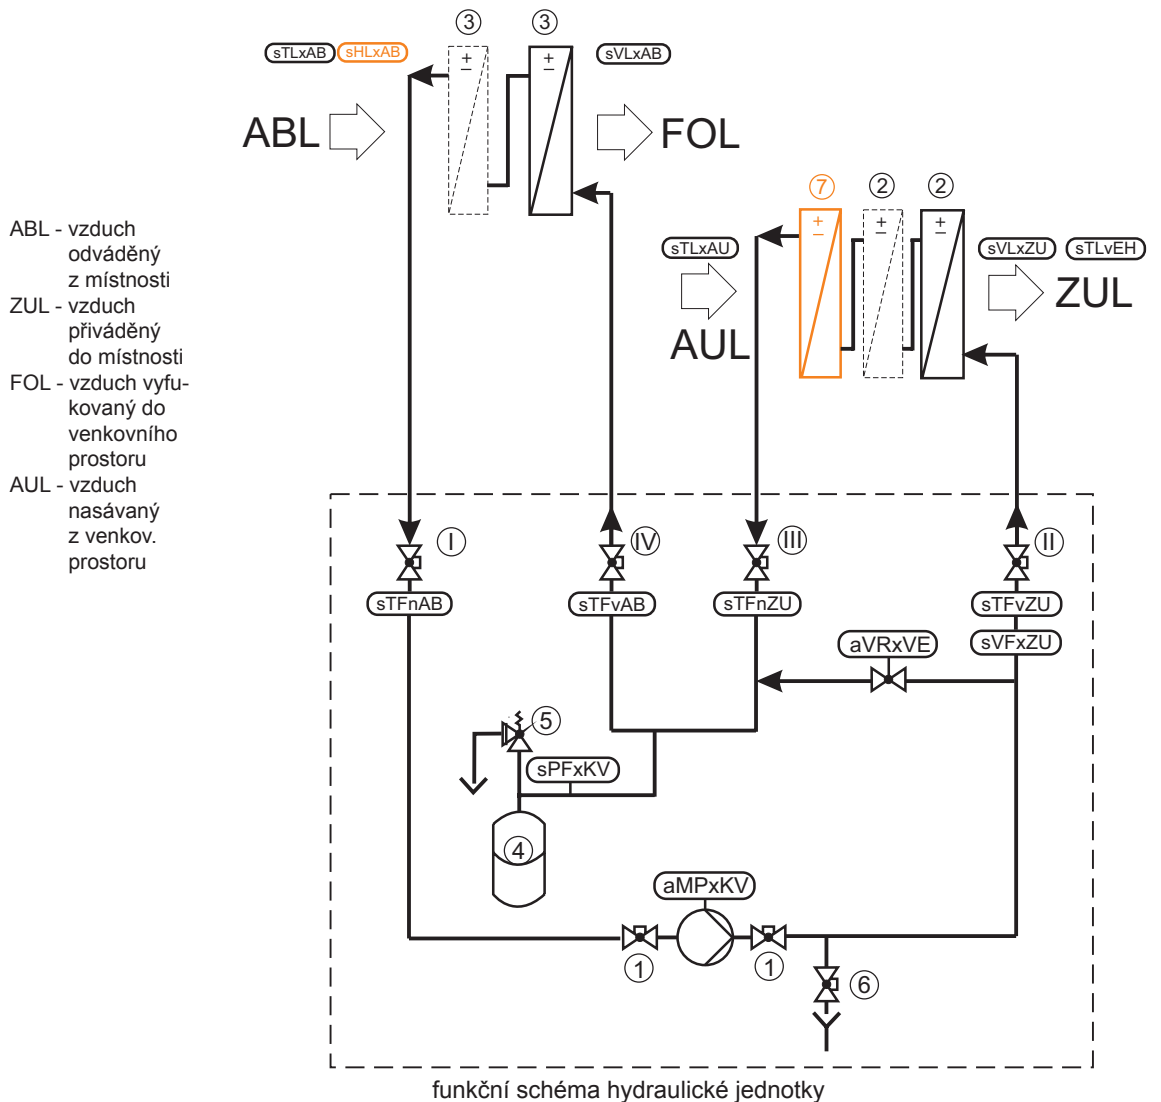 3
3
sTLxAB
sHLxAB
sVLxAB
ABL
FOL
7
2
2
ABL - vzduch
odváděný
z místnosti
ZUL - vzduch
přiváděný
do místnosti
FOL - vzduch vyfu-
kovaný do
venkovního
prostoru
AUL - vzduch
nasávaný
z venkov.
prostoru
sTLxAU
sVLxZU
sTLvEH
AUL
ZUL
I
IV
III
II
sTFnAB
sTFvAB
sTFnZU
sTFvZU
sVFxZU
aVRxVE
5
sPFxKV
4
aMPxKV
1
1
6
funkční schéma hydraulické jednotky